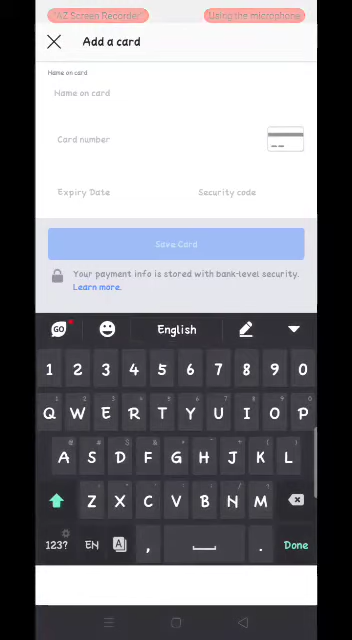 "AZ Screen Recorder" Using the microphone
Add a card
Name on card
Name on card
Card number
Expiry Date Security code
Save Card
Your payment info is stored with bank-level security.
Learn more.
GO English
1 2 3 4 5 6 7 8 9 0
Q W E R T Y U I O P
A S D F G H J K L
Z X C V B N M
123? EN A , . Done